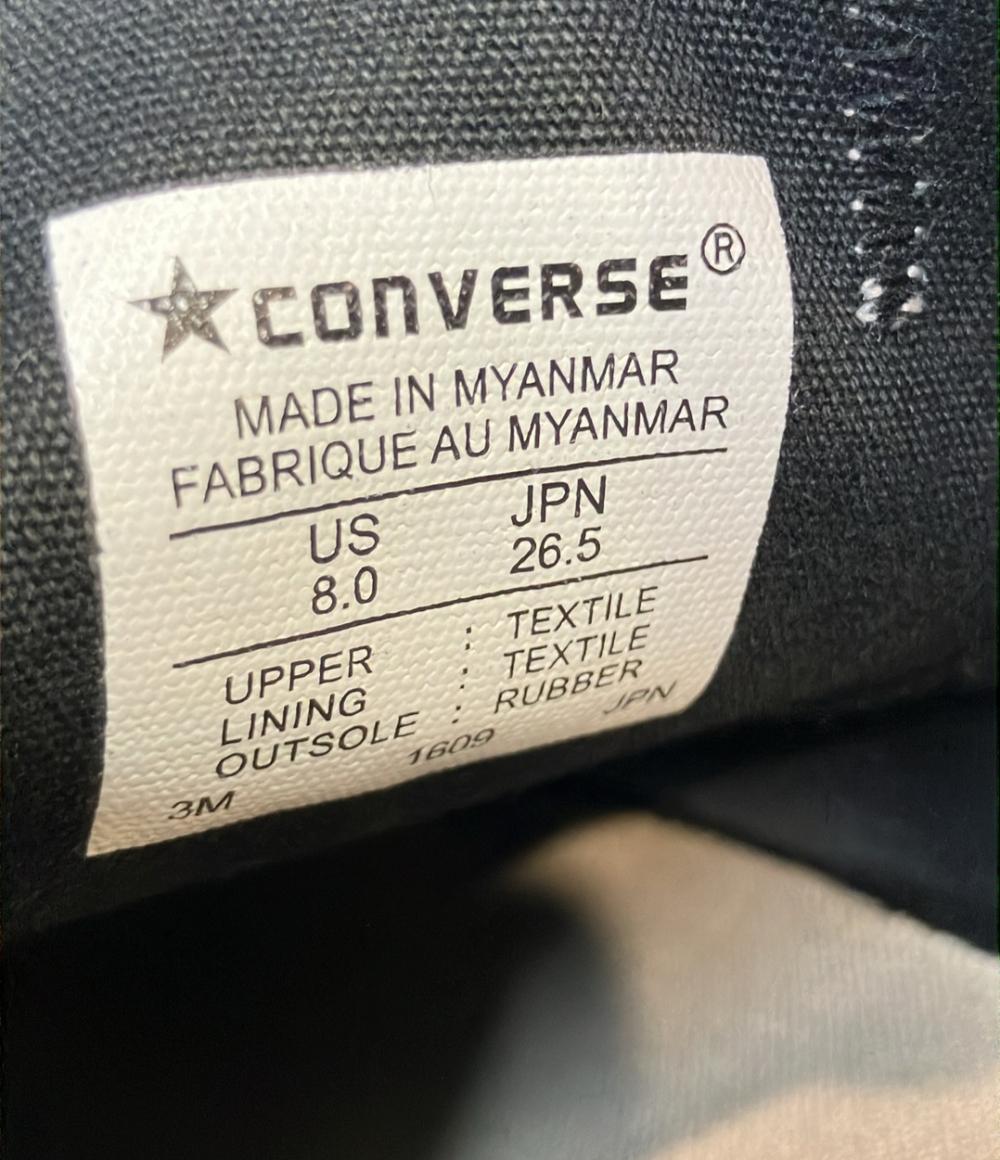 CONVERSE®
MADE IN MYANMAR
FABRIQUE AU MYANMAR
US JPN
8.0 26.5
UPPER : TEXTILE
LINING : TEXTILE
OUTSOLE : RUBBER
3M 1609 JPN